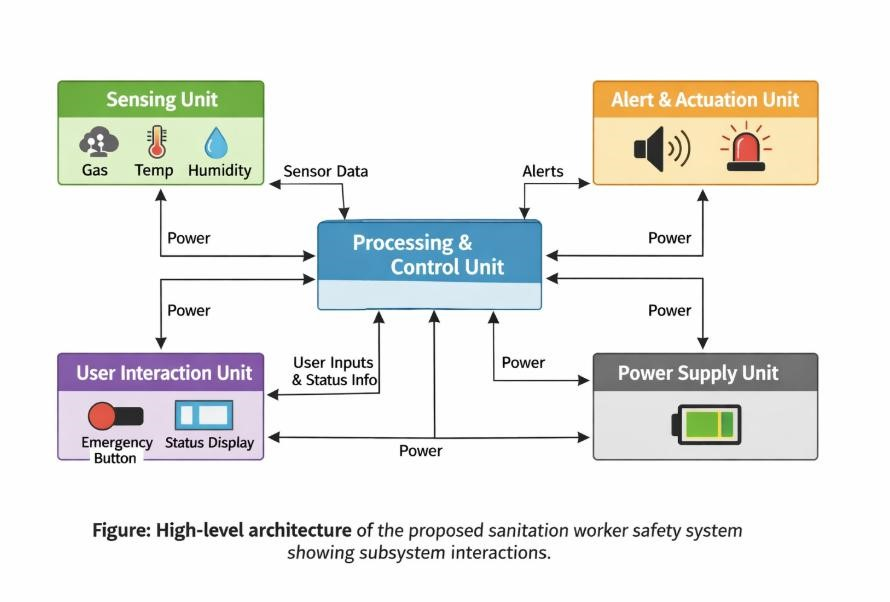 Sensing Unit
Gas Temp Humidity
Alert & Actuation Unit
Sensor Data
Alerts
Power
Power
Processing &
Control Unit
Power
Power
User Interaction Unit
Emergency
Button
Status Display
User Inputs
& Status Info
Power
Power Supply Unit
Power
Figure: High-level architecture of the proposed sanitation worker safety system
showing subsystem interactions.